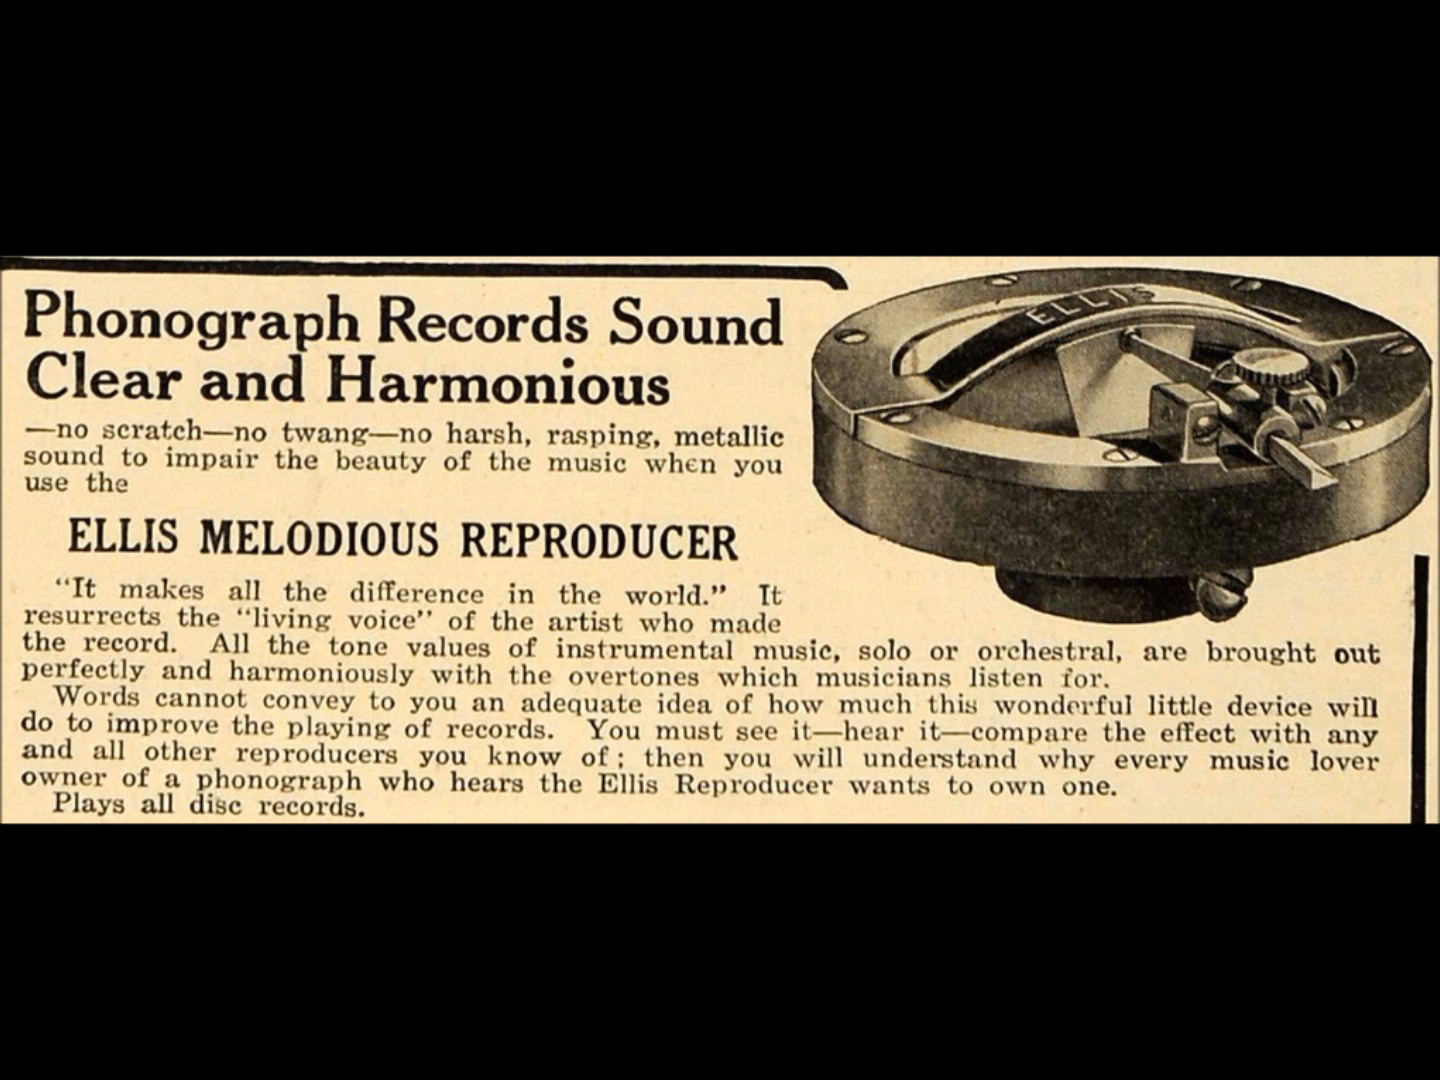 Phonograph Records Sound
Clear and Harmonious
—no scratch—no twang—no harsh, rasping, metallic
sound to impair the beauty of the music when you
use the
ELLIS MELODIOUS REPRODUCER
"It makes all the difference in the world." It
resurrects the "living voice" of the artist who made
the record. All the tone values of instrumental music, solo or orchestral, are brought out
perfectly and harmoniously with the overtones which musicians listen for.
Words cannot convey to you an adequate idea of how much this wonderful little device will
do to improve the playing of records. You must see it—hear it—compare the effect with any
and all other reproducers you know of; then you will understand why every music lover
owner of a phonograph who hears the Ellis Reproducer wants to own one.
Plays all disc records.
ELLIS